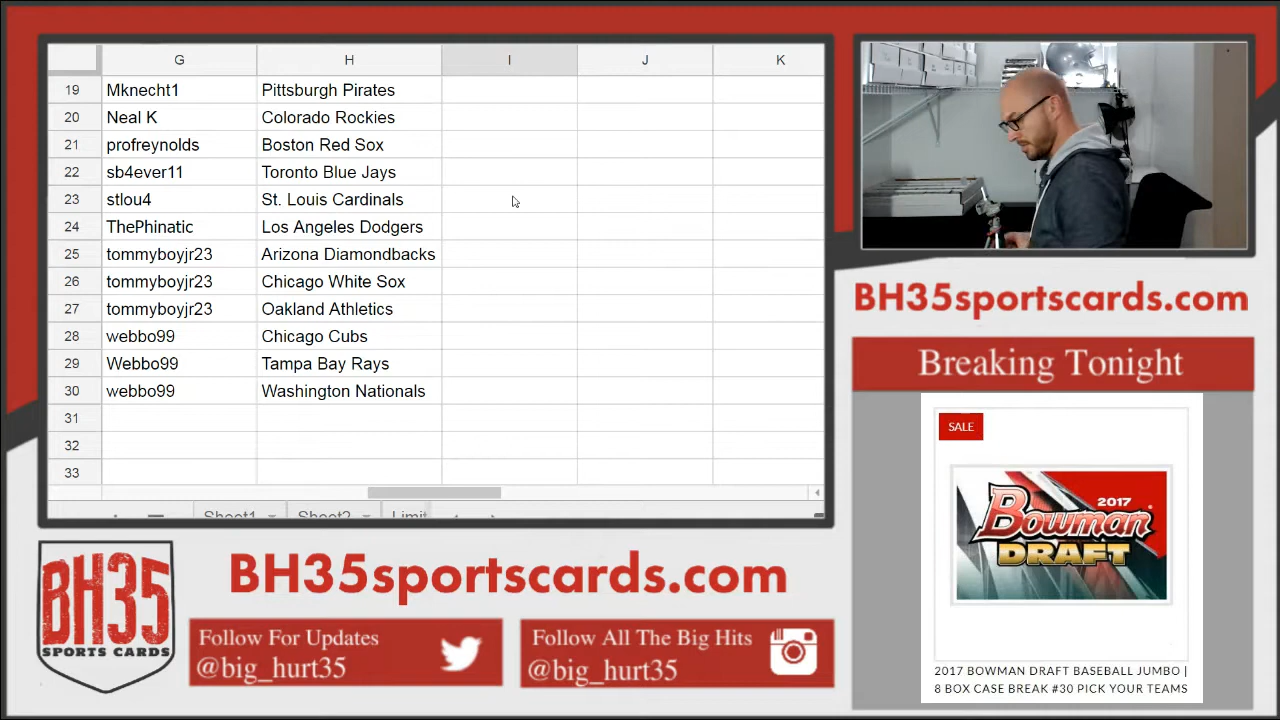 G H I J K
19 Mknecht1 Pittsburgh Pirates
20 Neal K Colorado Rockies
21 profreynolds Boston Red Sox
22 sb4ever11 Toronto Blue Jays
23 stlou4 St. Louis Cardinals
24 ThePhinatic Los Angeles Dodgers
25 tommyboyjr23 Arizona Diamondbacks
26 tommyboyjr23 Chicago White Sox
27 tommyboyjr23 Oakland Athletics
28 webbo99 Chicago Cubs
29 Webbo99 Tampa Bay Rays
30 webbo99 Washington Nationals
31
32
33
Sheet1 Sheet2 Limit
BH35sportscards.com
Breaking Tonight
SALE
2017
Bowman
DRAFT
2017 BOWMAN DRAFT BASEBALL JUMBO |
8 BOX CASE BREAK #30 PICK YOUR TEAMS
BH35
SPORTS CARDS
BH35sportscards.com
Follow For Updates
@big_hurt35
Follow All The Big Hits
@big_hurt35